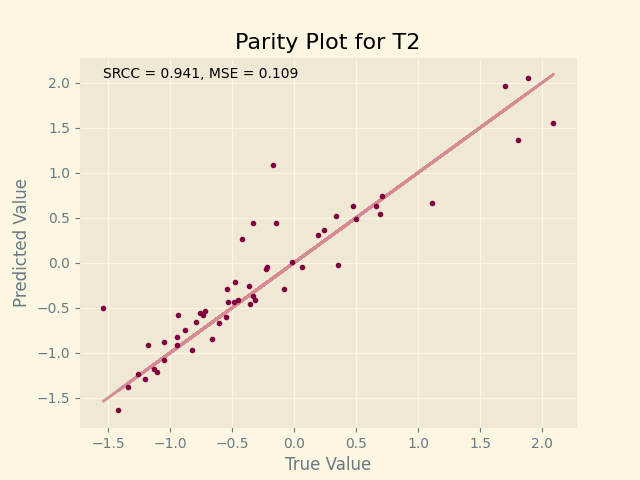 Parity Plot for T2
SRCC = 0.941, MSE = 0.109
2.0
1.5
1.0
0.5
0.0
−0.5
−1.0
−1.5
Predicted Value
−1.5 −1.0 −0.5 0.0 0.5 1.0 1.5 2.0
True Value